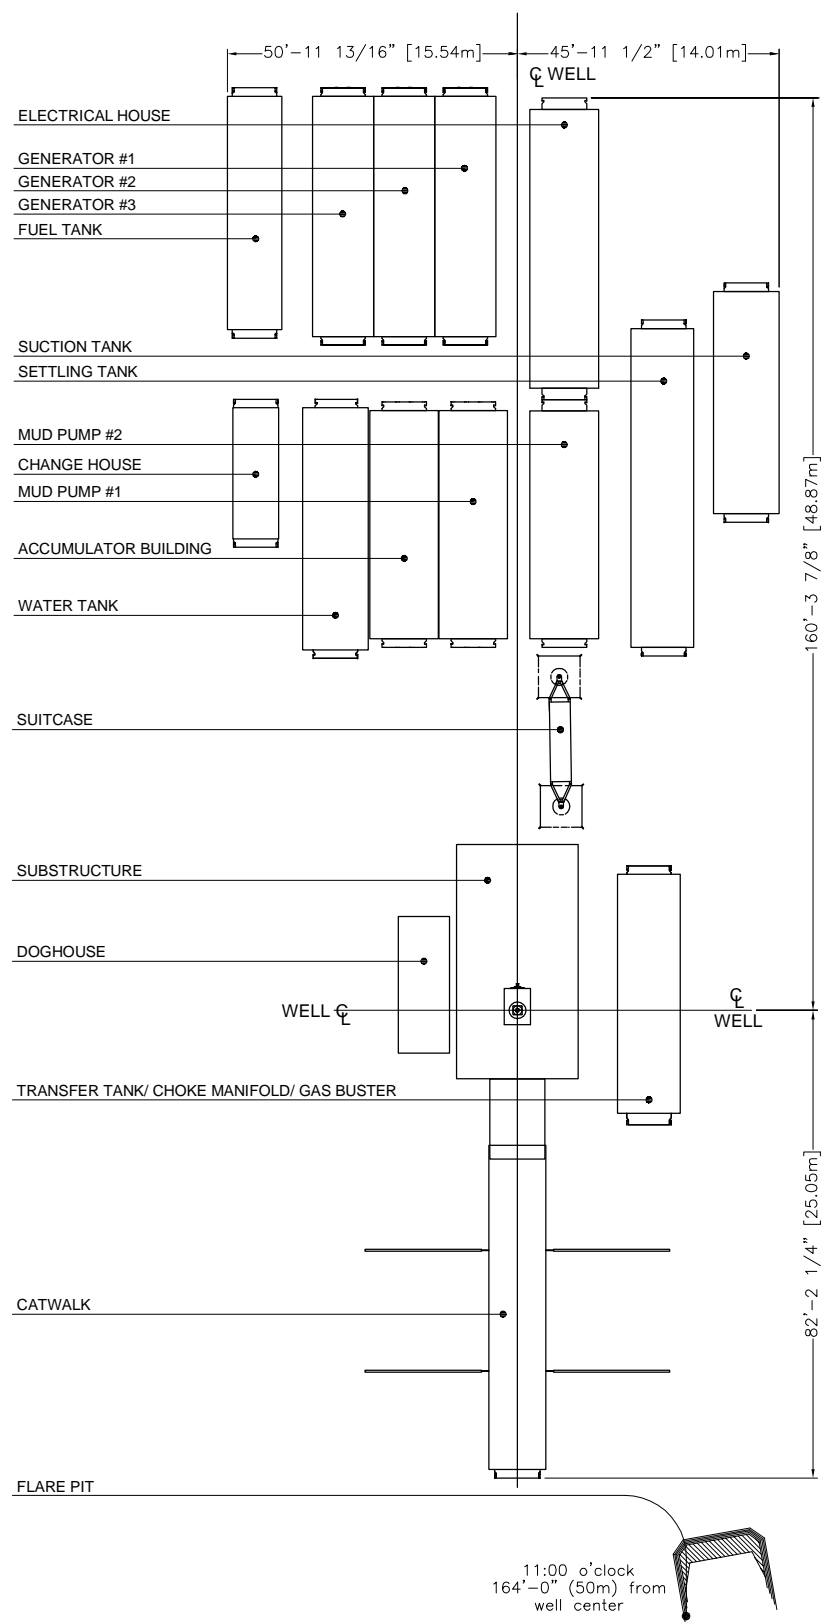 50'-11 13/16" [15.54m]
45'-11 1/2" [14.01m]
℄ WELL
ELECTRICAL HOUSE
GENERATOR #1
GENERATOR #2
GENERATOR #3
FUEL TANK
SUCTION TANK
SETTLING TANK
MUD PUMP #2
CHANGE HOUSE
MUD PUMP #1
160'-3 7/8" [48.87m]
ACCUMULATOR BUILDING
WATER TANK
SUITCASE
SUBSTRUCTURE
DOGHOUSE
WELL ℄
℄
WELL
TRANSFER TANK/ CHOKE MANIFOLD/ GAS BUSTER
82'-2 1/4" [25.05m]
CATWALK
FLARE PIT
11:00 o'clock
164'-0" (50m) from
well center